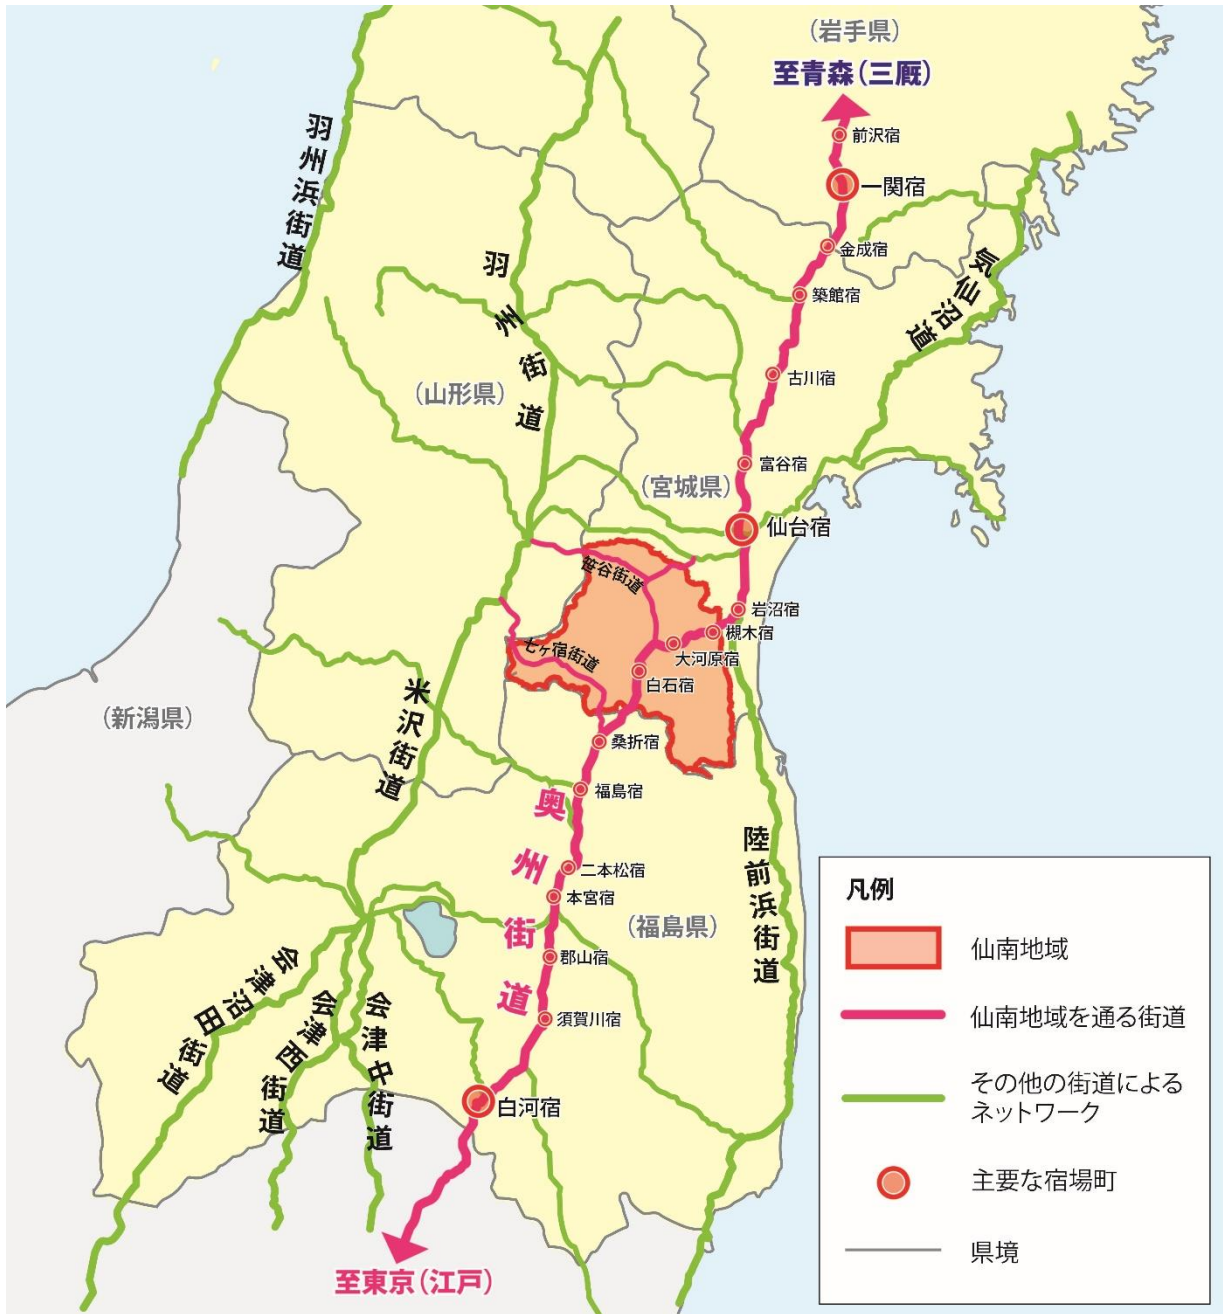 (岩手県)
至青森(三厩)
前沢宿
一関宿
金成宿
築館宿
古川宿
富谷宿
仙台宿
岩沼宿
槻木宿
大河原宿
白石宿
桑折宿
福島宿
二本松宿
本宮宿
郡山宿
須賀川宿
白河宿
至東京(江戸)
羽州浜街道
羽州街道
気仙沼道
(山形県)
(宮城県)
笹谷街道
七ヶ宿街道
(新潟県)
米沢街道
奥州街道
陸前浜街道
(福島県)
会津沼田街道
会津西街道
会津中街道
凡例
仙南地域
仙南地域を通る街道
その他の街道による
ネットワーク
主要な宿場町
県境